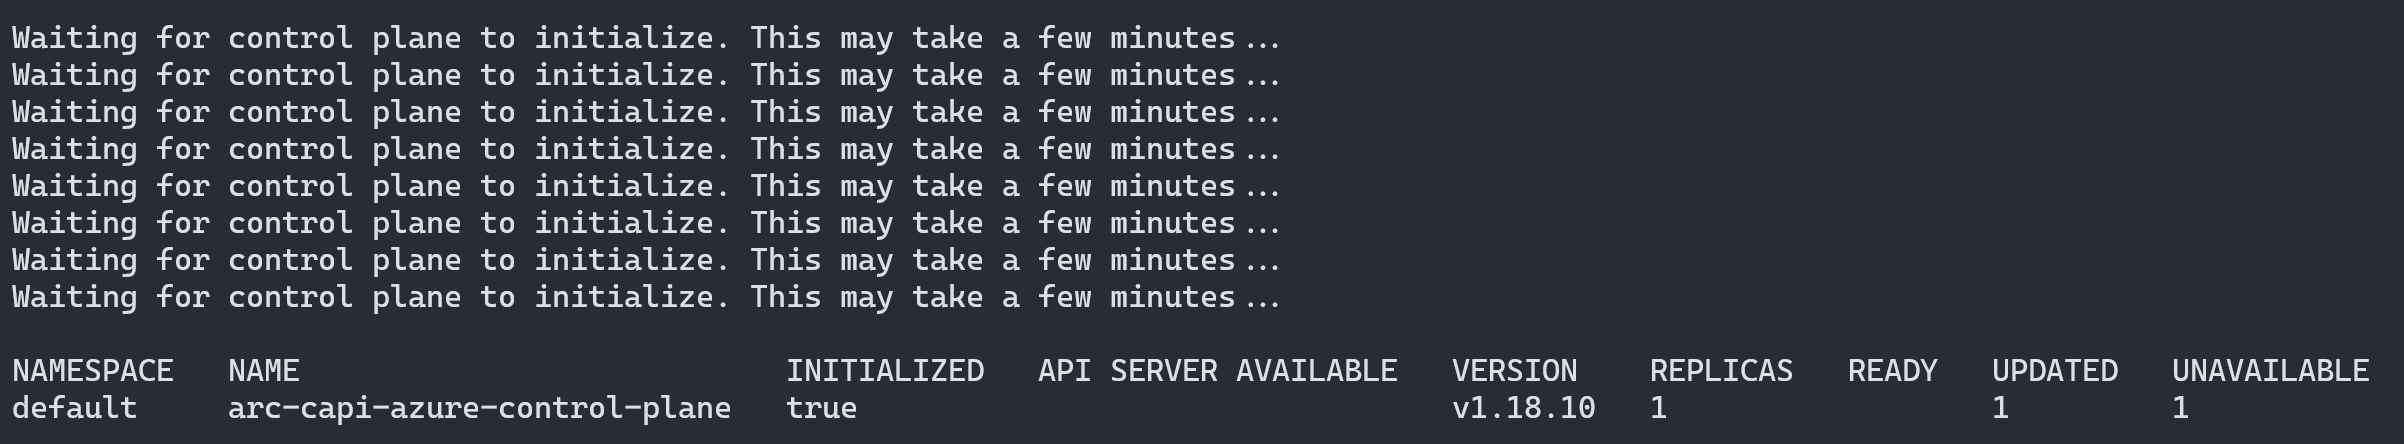 Waiting for control plane to initialize. This may take a few minutes...
Waiting for control plane to initialize. This may take a few minutes...
Waiting for control plane to initialize. This may take a few minutes...
Waiting for control plane to initialize. This may take a few minutes...
Waiting for control plane to initialize. This may take a few minutes...
Waiting for control plane to initialize. This may take a few minutes...
Waiting for control plane to initialize. This may take a few minutes...
Waiting for control plane to initialize. This may take a few minutes...
NAMESPACE   NAME                           INITIALIZED   API SERVER AVAILABLE   VERSION    REPLICAS   READY   UPDATED   UNAVAILABLE
default     arc-capi-azure-control-plane   true                                 v1.18.10   1                  1         1